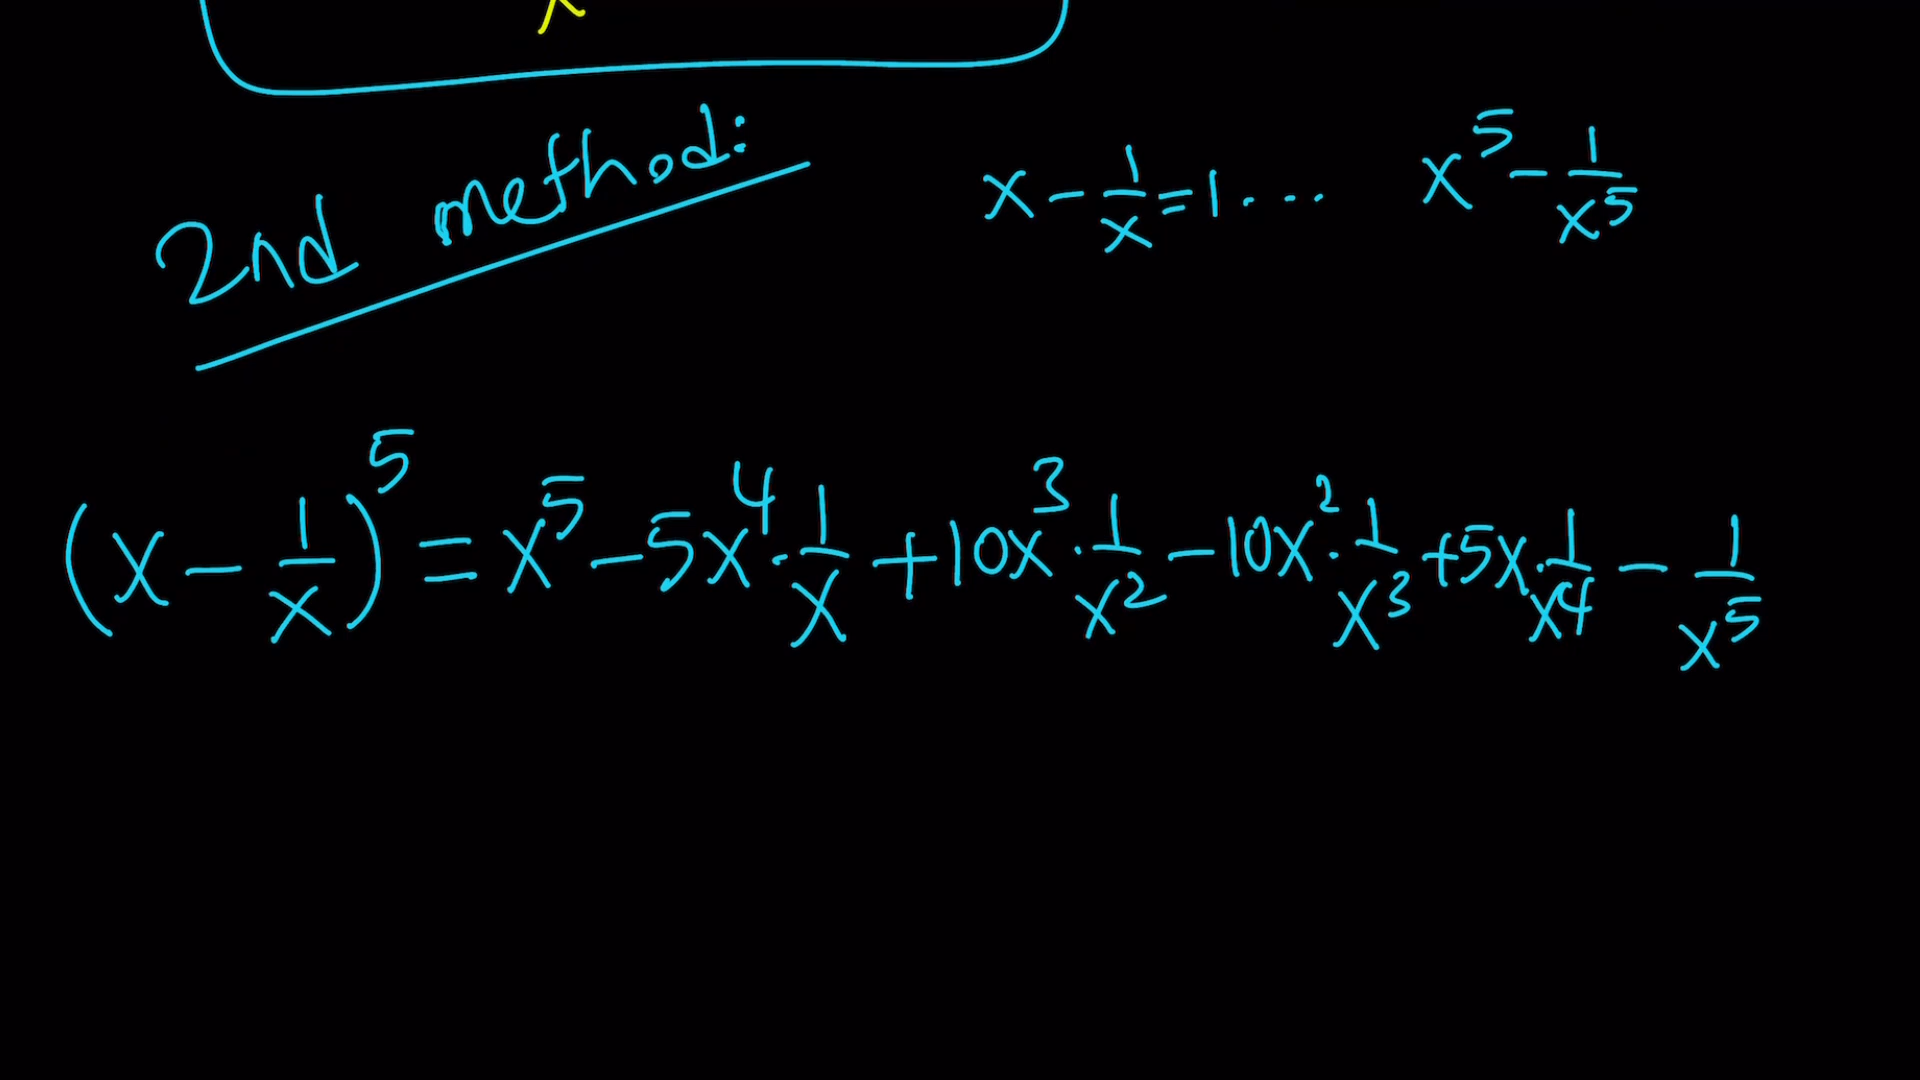 x
2nd method:
x - 1/x = 1 . . . .    x^5 - 1/x^5
(x - 1/x)^5 = x^5 - 5x^4 · 1/x + 10x^3 · 1/x^2 - 10x^2 · 1/x^3 + 5x · 1/x^4 - 1/x^5